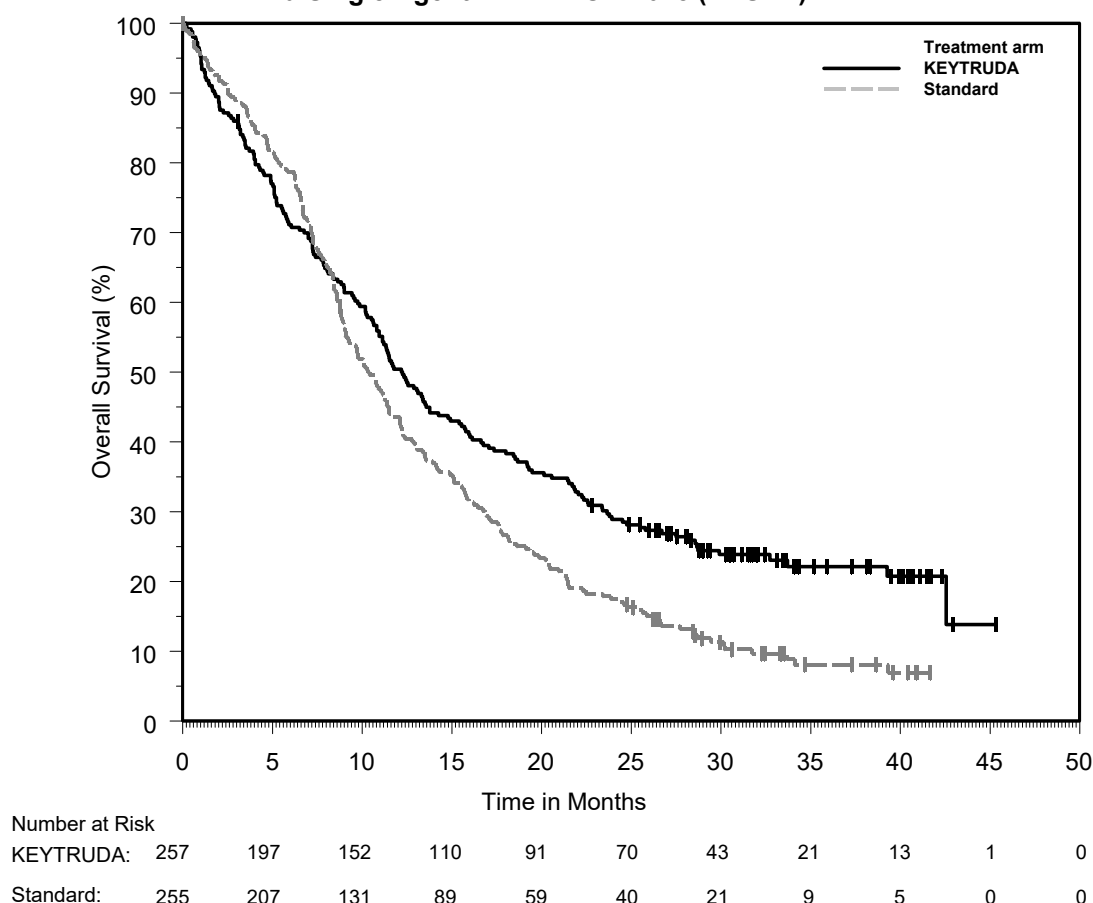 100
90
80
70
60
50
40
30
20
10
0
Overall Survival (%)
Treatment arm
KEYTRUDA
Standard
0 5 10 15 20 25 30 35 40 45 50
Time in Months
Number at Risk
KEYTRUDA: 257 197 152 110 91 70 43 21 13 1 0
Standard: 255 207 131 89 59 40 21 9 5 0 0